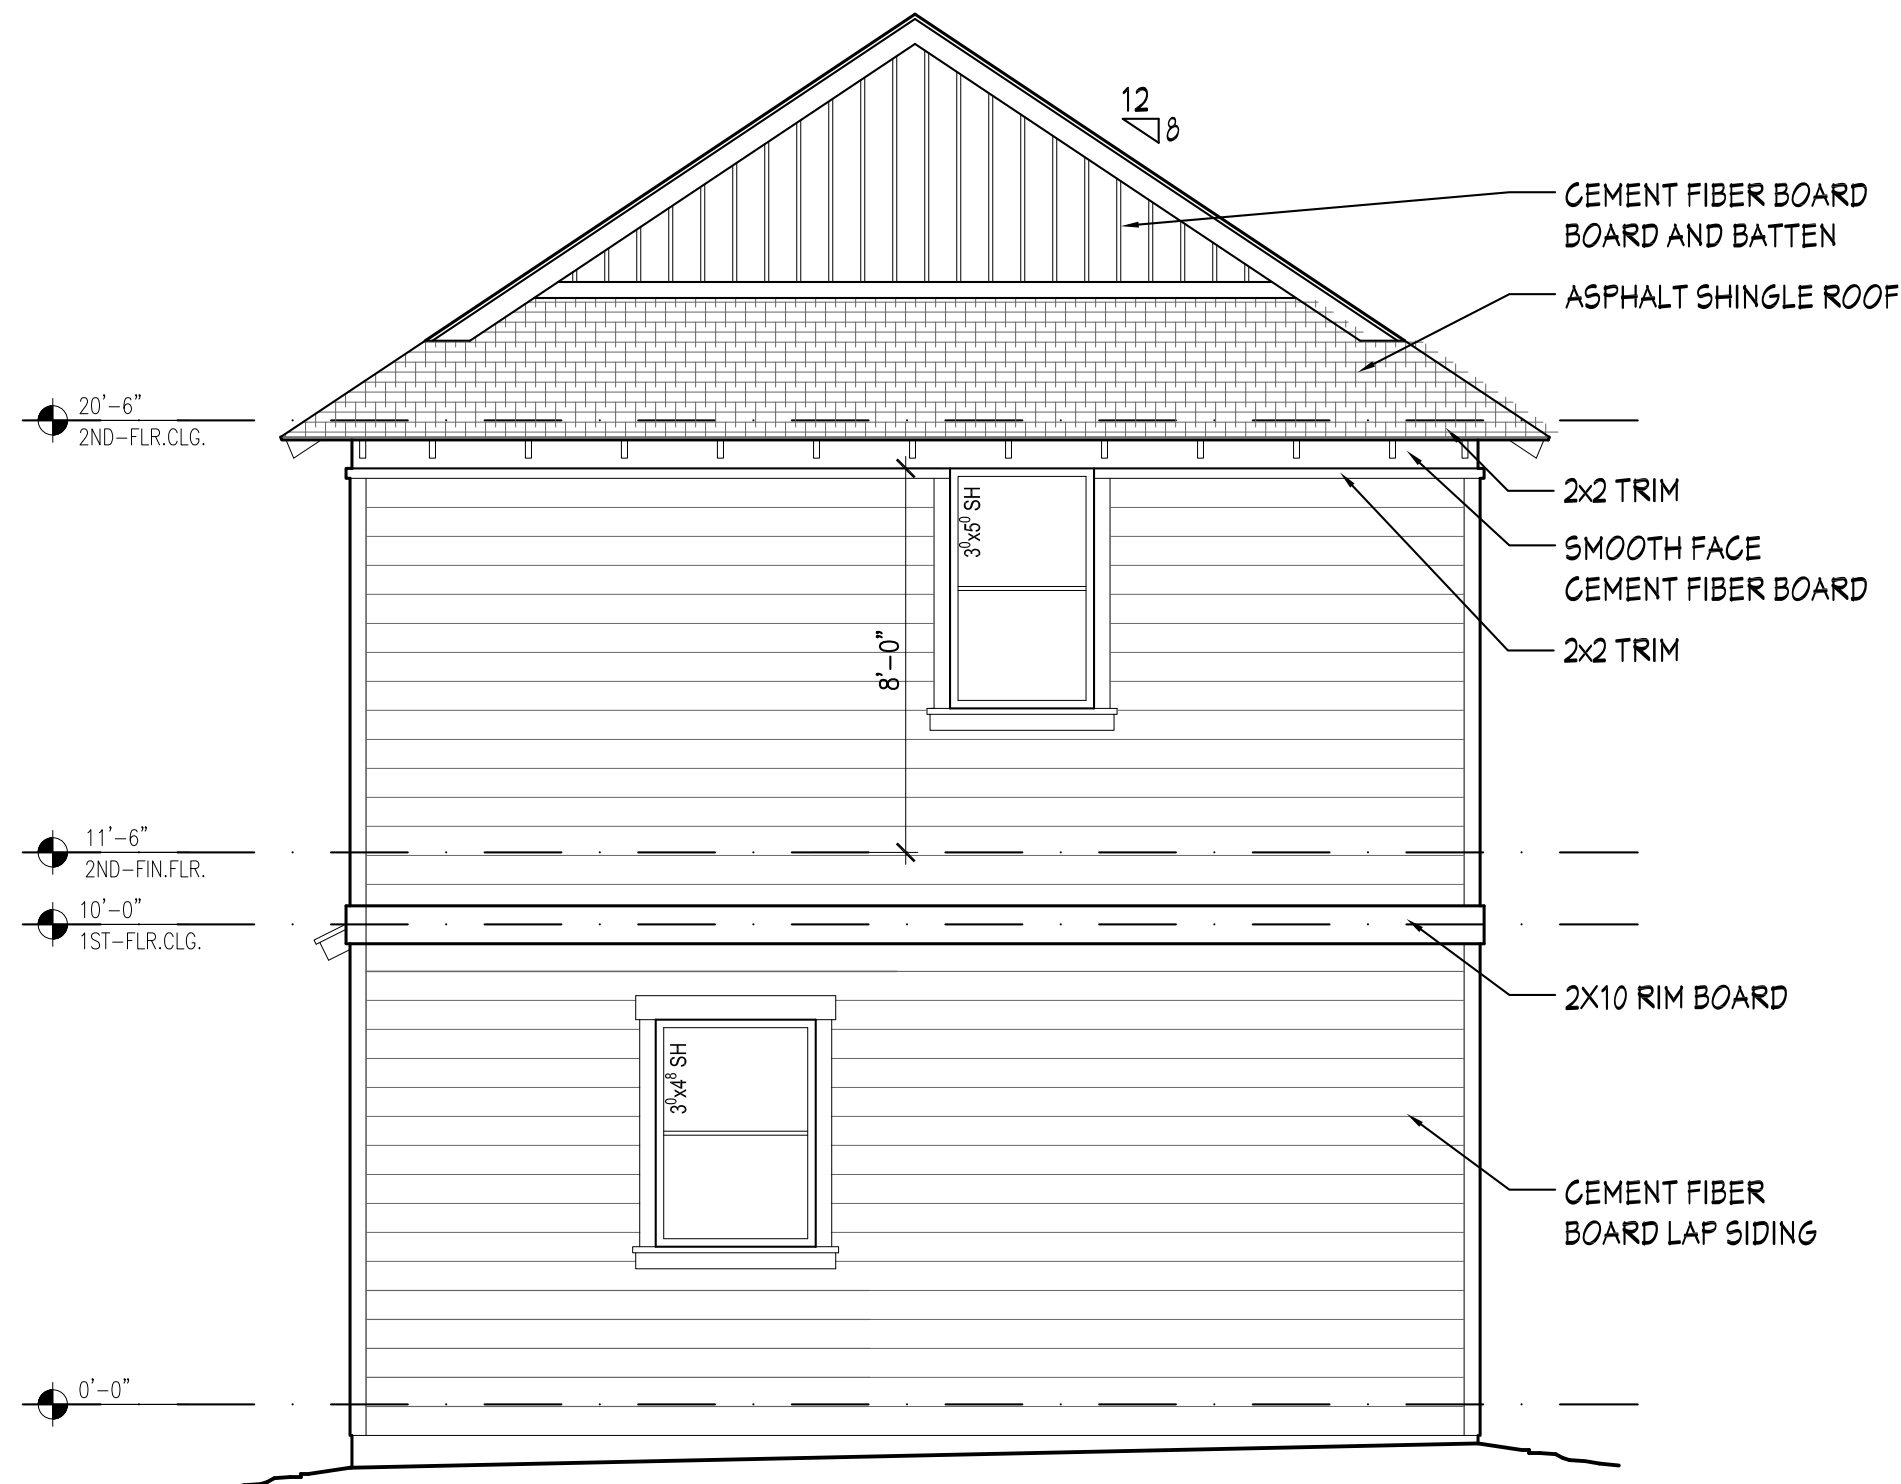 12
8
CEMENT FIBER BOARD
BOARD AND BATTEN
ASPHALT SHINGLE ROOF
20'-6"
2ND-FLR.CLG.
2x2 TRIM
3⁰x5⁰ SH
SMOOTH FACE
CEMENT FIBER BOARD
2x2 TRIM
8'-0"
11'-6"
2ND-FIN.FLR.
10'-0"
1ST-FLR.CLG.
2X10 RIM BOARD
3⁰x4⁸ SH
CEMENT FIBER
BOARD LAP SIDING
0'-0"